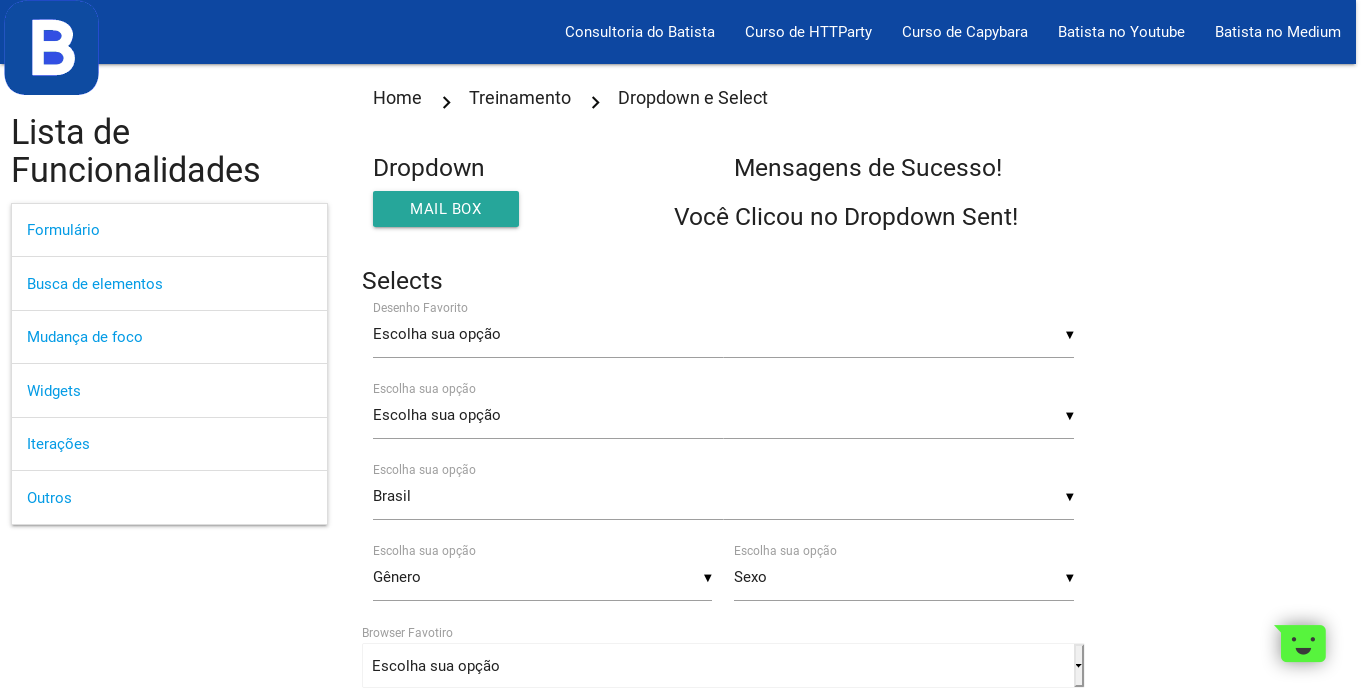 B
Consultoria do Batista
Curso de HTTParty
Curso de Capybara
Batista no Youtube
Batista no Medium
Home
Treinamento
Dropdown e Select
Lista de
Funcionalidades
Formulário
Busca de elementos
Mudança de foco
Widgets
Iterações
Outros
Dropdown
MAIL BOX
Mensagens de Sucesso!
Você Clicou no Dropdown Sent!
Selects
Desenho Favorito
Escolha sua opção
Escolha sua opção
Escolha sua opção
Escolha sua opção
Brasil
Escolha sua opção
Gênero
Escolha sua opção
Sexo
Browser Favotiro
Escolha sua opção